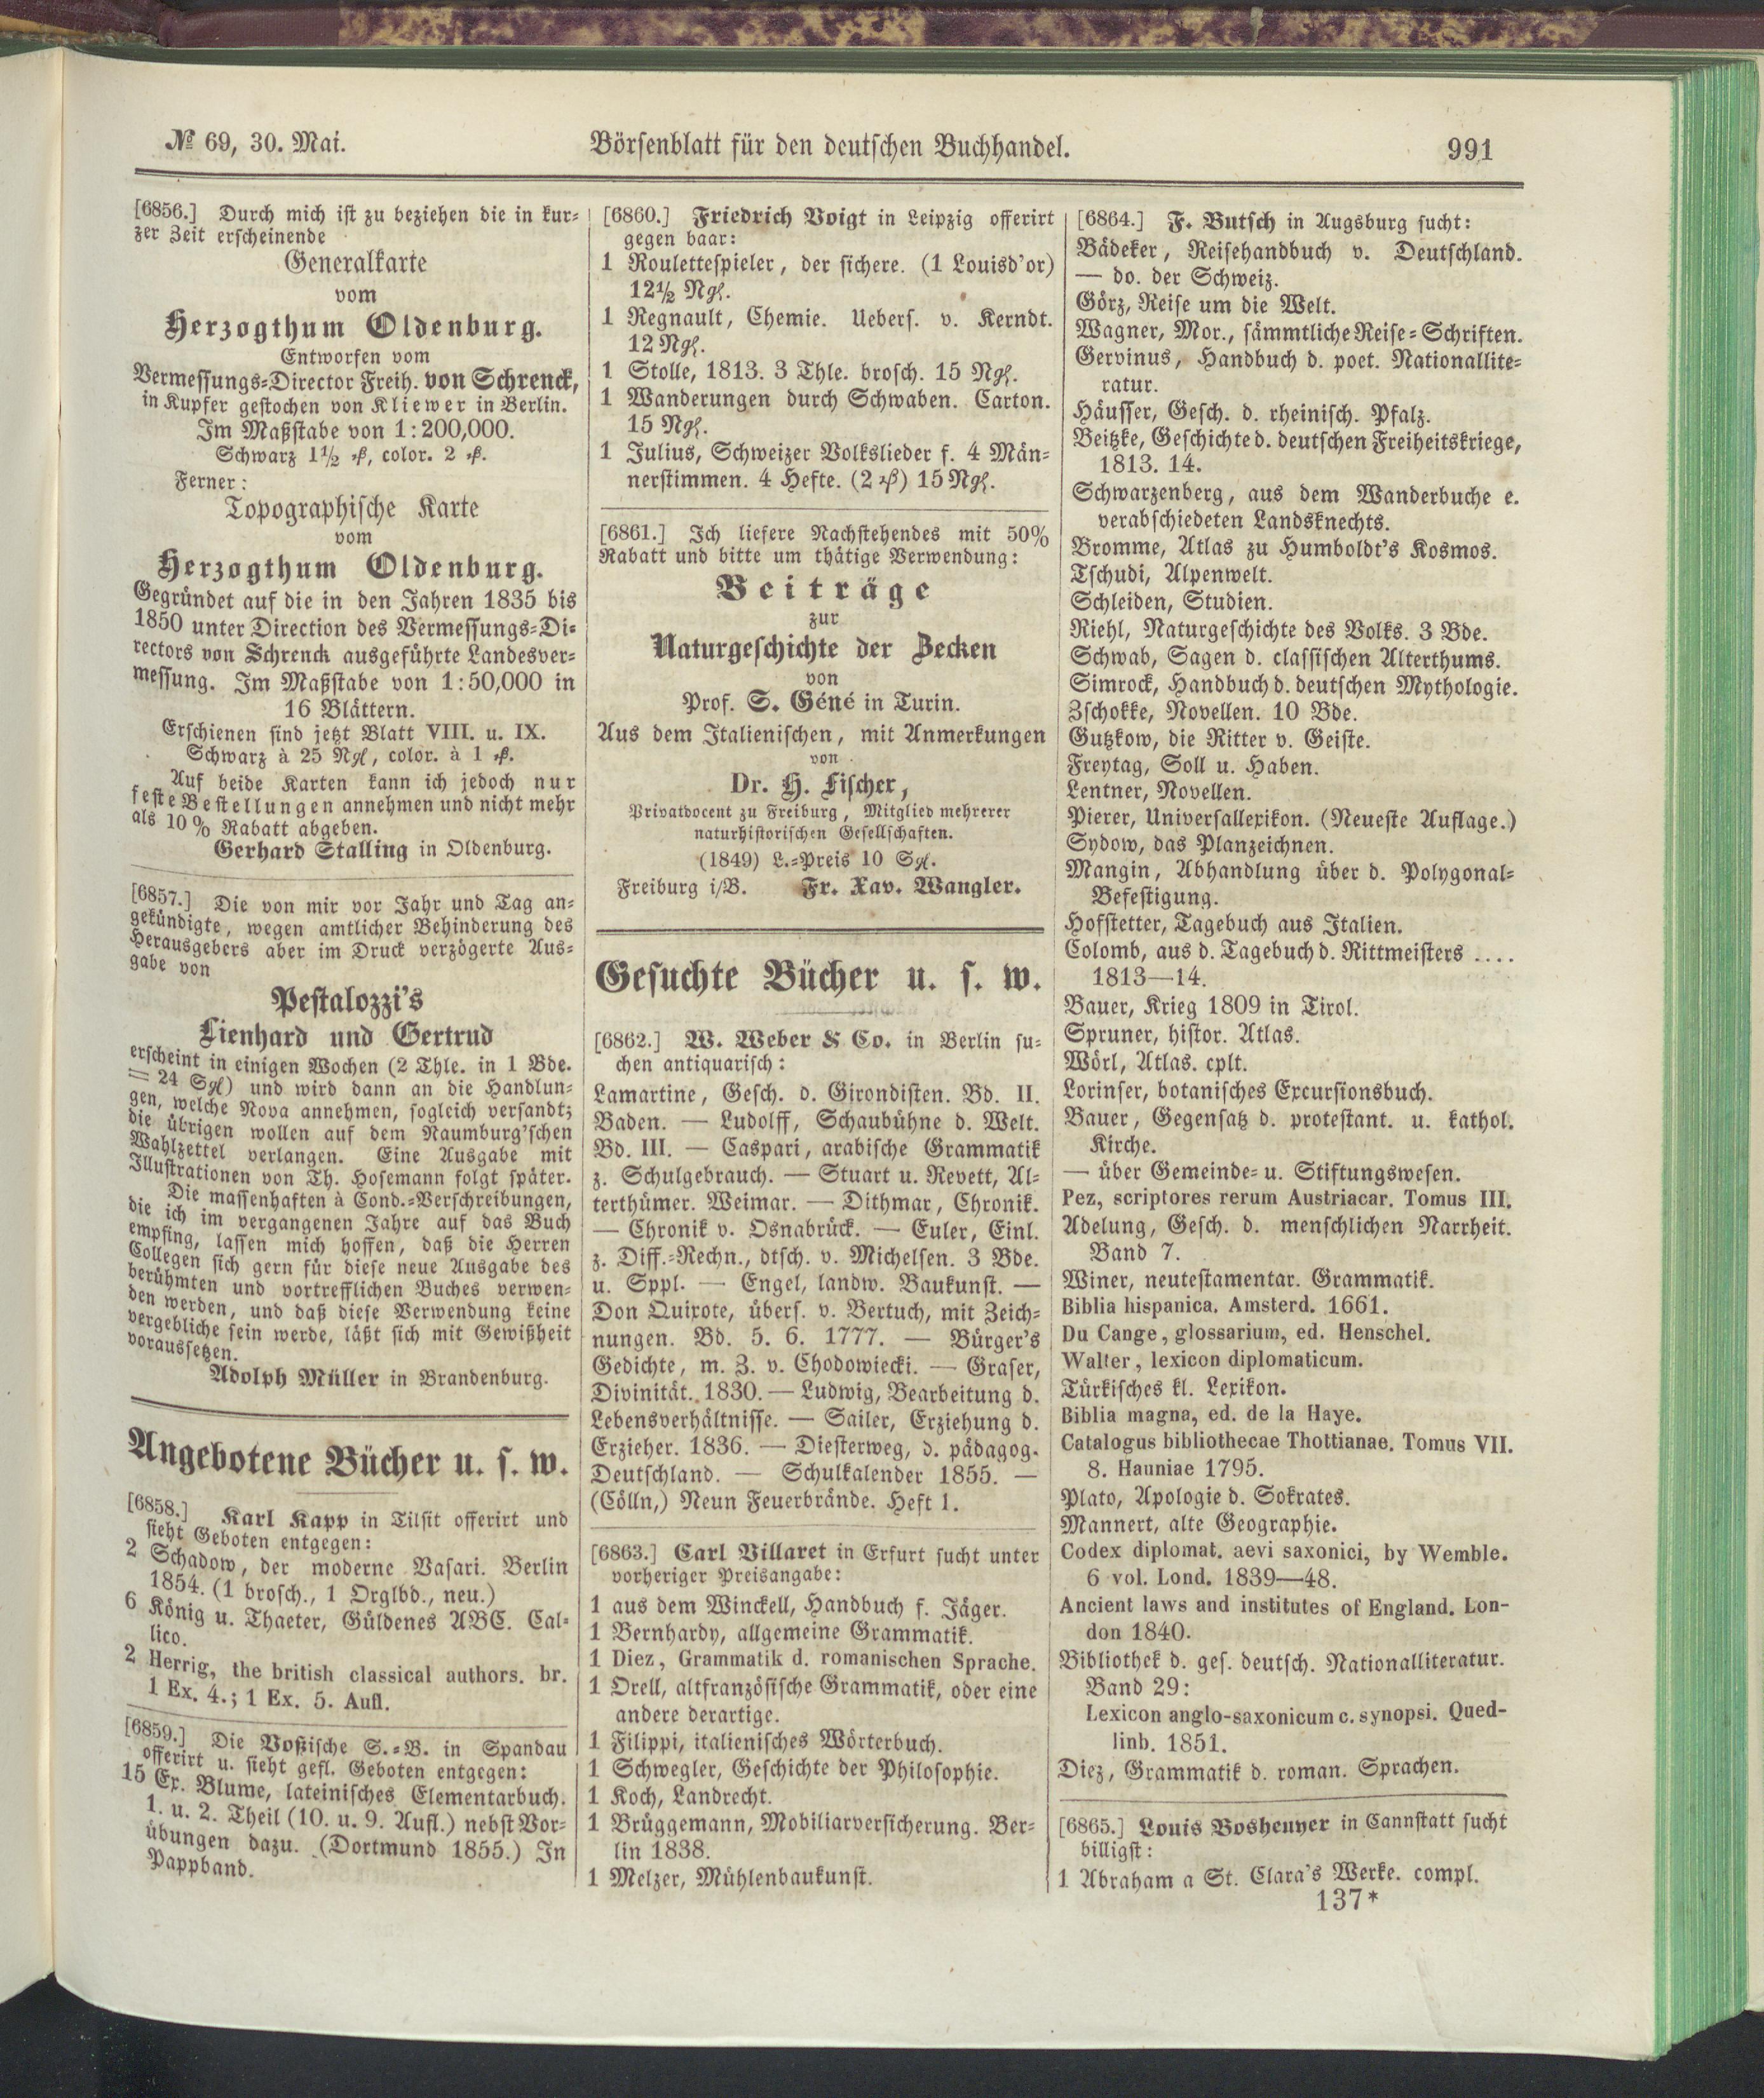 № 69, 30. Mai.
Börsenblatt für den deutschen Buchhandel.
991
[6856.] Durch mich ist zu beziehen die in kur=
zer Zeit erscheinende
Generalkarte
vom
Herzogthum Oldenburg.
Entworfen vom
Vermessungs=Director Freih. von Schrenck,
in Kupfer gestochen von Kliewer in Berlin.
Im Maßstabe von 1:200,000.
Schwarz 1½ ₰, color. 2 ₰.
Ferner:
Topographische Karte
vom
Herzogthum Oldenburg.
Gegründet auf die in den Jahren 1835 bis
1850 unter Direction des Vermessungs=Di=
rectors von Schrenck ausgeführte Landesver=
messung. Im Maßstabe von 1:50,000 in
16 Blättern.
Erschienen sind jetzt Blatt VIII. u. IX.
Schwarz à 25 Ngl, color. à 1 ₰.
Auf beide Karten kann ich jedoch nur
feste Bestellungen annehmen und nicht mehr
als 10% Rabatt abgeben.
Gerhard Stalling in Oldenburg.
[6857.] Die von mir vor Jahr und Tag an=
gekündigte, wegen amtlicher Behinderung des
Herausgebers aber im Druck verzögerte Aus=
gabe von
Pestalozzi's
Lienhard und Gertrud
erscheint in einigen Wochen (2 Thle. in 1 Bde.
= 24 Sgl) und wird dann an die Handlun=
gen, welche Nova annehmen, sogleich versandt;
die übrigen wollen auf dem Naumburg'schen
Wahlzettel verlangen. Eine Ausgabe mit
Illustrationen von Th. Hosemann folgt später.
Die massenhaften à Cond.=Verschreibungen,
die ich im vergangenen Jahre auf das Buch
empfing, lassen mich hoffen, daß die Herren
Collegen sich gern für diese neue Ausgabe des
berühmten und vortrefflichen Buches verwen=
den werden, und daß diese Verwendung keine
vergebliche sein werde, läßt sich mit Gewißheit
voraussetzen.
Adolph Müller in Brandenburg.
Angebotene Bücher u. s. w.
[6858.] Karl Kapp in Tilsit offerirt und
sieht Geboten entgegen:
2 Schadow, der moderne Vasari. Berlin
1854. (1 brosch., 1 Orglbd., neu.)
6 König u. Thaeter, Güldenes ABC. Cal=
lico.
2 Herrig, the british classical authors. br.
1 Ex. 4.; 1 Ex. 5. Aufl.
[6859.] Die Voßische S.=B. in Spandau
offerirt u. sieht gefl. Geboten entgegen:
15 Ex. Blume, lateinisches Elementarbuch.
1. u. 2. Theil (10. u. 9. Aufl.) nebst Vor=
übungen dazu. (Dortmund 1855.) In
Pappband.
[6860.] Friedrich Voigt in Leipzig offerirt
gegen baar:
1 Roulettespieler, der sichere. (1 Louisd'or)
12½ Ngl.
1 Regnault, Chemie. Uebers. v. Kerndt.
12 Ngl.
1 Stolle, 1813. 3 Thle. brosch. 15 Ngl.
1 Wanderungen durch Schwaben. Carton.
15 Ngl.
1 Julius, Schweizer Volkslieder f. 4 Män=
nerstimmen. 4 Hefte. (2 ₰) 15 Ngl.
[6861.] Ich liefere Nachstehendes mit 50%
Rabatt und bitte um thätige Verwendung:
Beiträge
zur
Naturgeschichte der Zecken
von
Prof. S. Géné in Turin.
Aus dem Italienischen, mit Anmerkungen
von
Dr. H. Fischer,
Privatdocent zu Freiburg, Mitglied mehrerer
naturhistorischen Gesellschaften.
(1849) L.=Preis 10 Sgl.
Freiburg i/B. Fr. Xav. Wangler.
Gesuchte Bücher u. s. w.
[6862.] W. Weber & Co. in Berlin su=
chen antiquarisch:
Lamartine, Gesch. d. Girondisten. Bd. II.
Baden. — Ludolff, Schaubühne d. Welt.
Bd. III. — Caspari, arabische Grammatik
z. Schulgebrauch. — Stuart u. Revett, Al=
terthümer. Weimar. — Dithmar, Chronik.
— Chronik v. Osnabrück. — Euler, Einl.
z. Diff.=Rechn., dtsch. v. Michelsen. 3 Bde.
u. Sppl. — Engel, landw. Baukunst. —
Don Quixote, übers. v. Bertuch, mit Zeich=
nungen. Bd. 5. 6. 1777. — Bürger's
Gedichte, m. Z. v. Chodowiecki. — Graser,
Divinität. 1830. — Ludwig, Bearbeitung d.
Lebensverhältnisse. — Sailer, Erziehung d.
Erzieher. 1836. — Diesterweg, d. pädagog.
Deutschland. — Schulkalender 1855. —
(Cölln,) Neun Feuerbrände. Heft 1.
[6863.] Carl Villaret in Erfurt sucht unter
vorheriger Preisangabe:
1 aus dem Winckell, Handbuch f. Jäger.
1 Bernhardy, allgemeine Grammatik.
1 Diez, Grammatik d. romanischen Sprache.
1 Orell, altfranzösische Grammatik, oder eine
andere derartige.
1 Filippi, italienisches Wörterbuch.
1 Schwegler, Geschichte der Philosophie.
1 Koch, Landrecht.
1 Brüggemann, Mobiliarversicherung. Ber=
lin 1838.
1 Melzer, Mühlenbaukunst.
[6864.] F. Butsch in Augsburg sucht:
Bädeker, Reisehandbuch v. Deutschland.
— do. der Schweiz.
Görz, Reise um die Welt.
Wagner, Mor., sämmtliche Reise=Schriften.
Gervinus, Handbuch d. poet. Nationallite=
ratur.
Häusser, Gesch. d. rheinisch. Pfalz.
Beitzke, Geschichte d. deutschen Freiheitskriege,
1813. 14.
Schwarzenberg, aus dem Wanderbuche e.
verabschiedeten Landsknechts.
Bromme, Atlas zu Humboldt's Kosmos.
Tschudi, Alpenwelt.
Schleiden, Studien.
Riehl, Naturgeschichte des Volks. 3 Bde.
Schwab, Sagen d. classischen Alterthums.
Simrock, Handbuch d. deutschen Mythologie.
Zschokke, Novellen. 10 Bde.
Gutzkow, die Ritter v. Geiste.
Freytag, Soll u. Haben.
Lentner, Novellen.
Pierer, Universallexikon. (Neueste Auflage.)
Sydow, das Planzeichnen.
Mangin, Abhandlung über d. Polygonal=
Befestigung.
Hofstetter, Tagebuch aus Italien.
Colomb, aus d. Tagebuch d. Rittmeisters ....
1813—14.
Bauer, Krieg 1809 in Tirol.
Spruner, histor. Atlas.
Wörl, Atlas. cplt.
Lorinser, botanisches Excursionsbuch.
Bauer, Gegensatz d. protestant. u. kathol.
Kirche.
— über Gemeinde= u. Stiftungswesen.
Pez, scriptores rerum Austriacar. Tomus III.
Adelung, Gesch. d. menschlichen Narrheit.
Band 7.
Winer, neutestamentar. Grammatik.
Biblia hispanica. Amsterd. 1661.
Du Cange, glossarium, ed. Henschel.
Walter, lexicon diplomaticum.
Türkisches kl. Lexikon.
Biblia magna, ed. de la Haye.
Catalogus bibliothecae Thottianae. Tomus VII.
8. Hauniae 1795.
Plato, Apologie d. Sokrates.
Mannert, alte Geographie.
Codex diplomat. aevi saxonici, by Wemble.
6 vol. Lond. 1839—48.
Ancient laws and institutes of England. Lon-
don 1840.
Bibliothek d. ges. deutsch. Nationalliteratur.
Band 29:
Lexicon anglo-saxonicum c. synopsi. Qued-
linb. 1851.
Diez, Grammatik d. roman. Sprachen.
[6865.] Louis Bosheuyer in Cannstatt sucht
billigst:
1 Abraham a St. Clara's Werke. compl.
137*